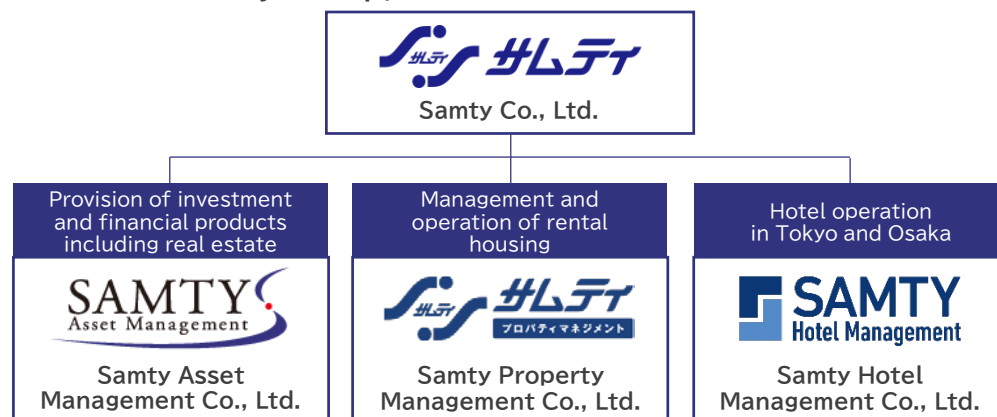 サムティ サムティ
Samty Co., Ltd.
Provision of investment
and financial products
including real estate
Management and
operation of rental
housing
Hotel operation
in Tokyo and Osaka
SAMTY
Asset Management
サムティ サムティ
プロパティマネジメント
SAMTY
Hotel Management
Samty Asset
Management Co., Ltd.
Samty Property
Management Co., Ltd.
Samty Hotel
Management Co., Ltd.